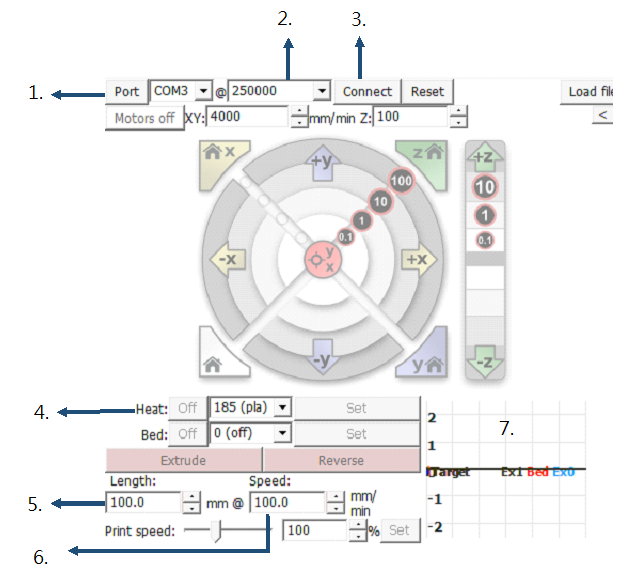 2.
3.
1.
Port COM3 @ 250000 Connect Reset Load file
Motors off XY: 4000 mm/min Z: 100 <
x +y z +z
100
10 10
1 1
0.1 0.1
y
x
-x +x
-y y -z
4. Heat: Off 185 (pla) Set
Bed: Off 0 (off) Set
Extrude Reverse
Length: Speed:
5. 100.0 mm @ 100.0 mm/
min
Print speed: 100 % Set
6.
7.
2
1
Target Ex1 Bed Ex0
-1
-2